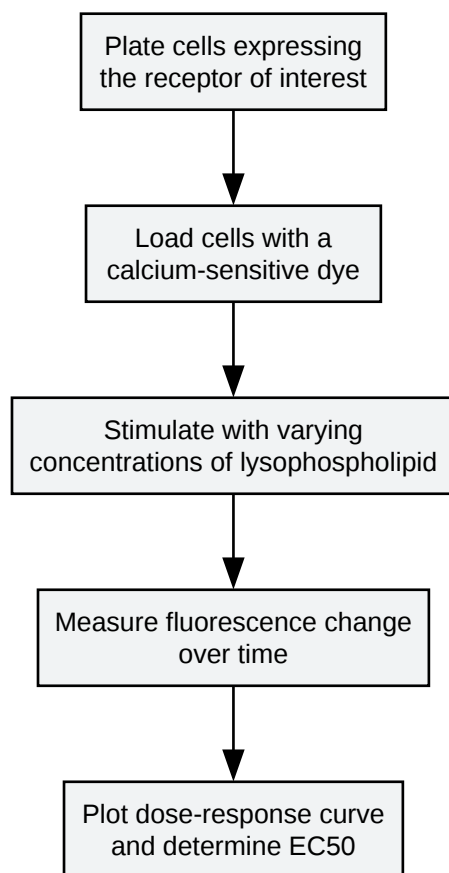 Plate cells expressing
the receptor of interest
Load cells with a
calcium-sensitive dye
Stimulate with varying
concentrations of lysophospholipid
Measure fluorescence change
over time
Plot dose-response curve
and determine EC50